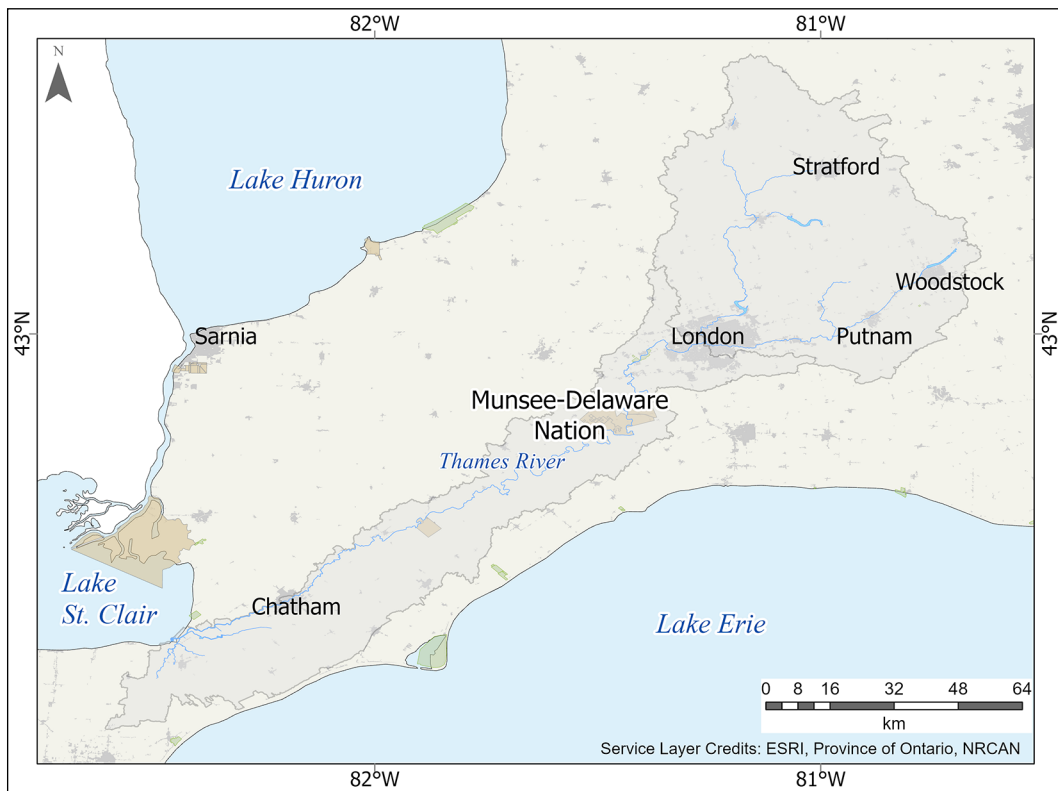 82°W
81°W
N
Stratford
Lake Huron
Woodstock
43°N
43°N
Sarnia
London
Putnam
Munsee-Delaware
Nation
Thames River
Lake
St. Clair
Chatham
Lake Erie
0 8 16 32 48 64
km
Service Layer Credits: ESRI, Province of Ontario, NRCAN
82°W
81°W